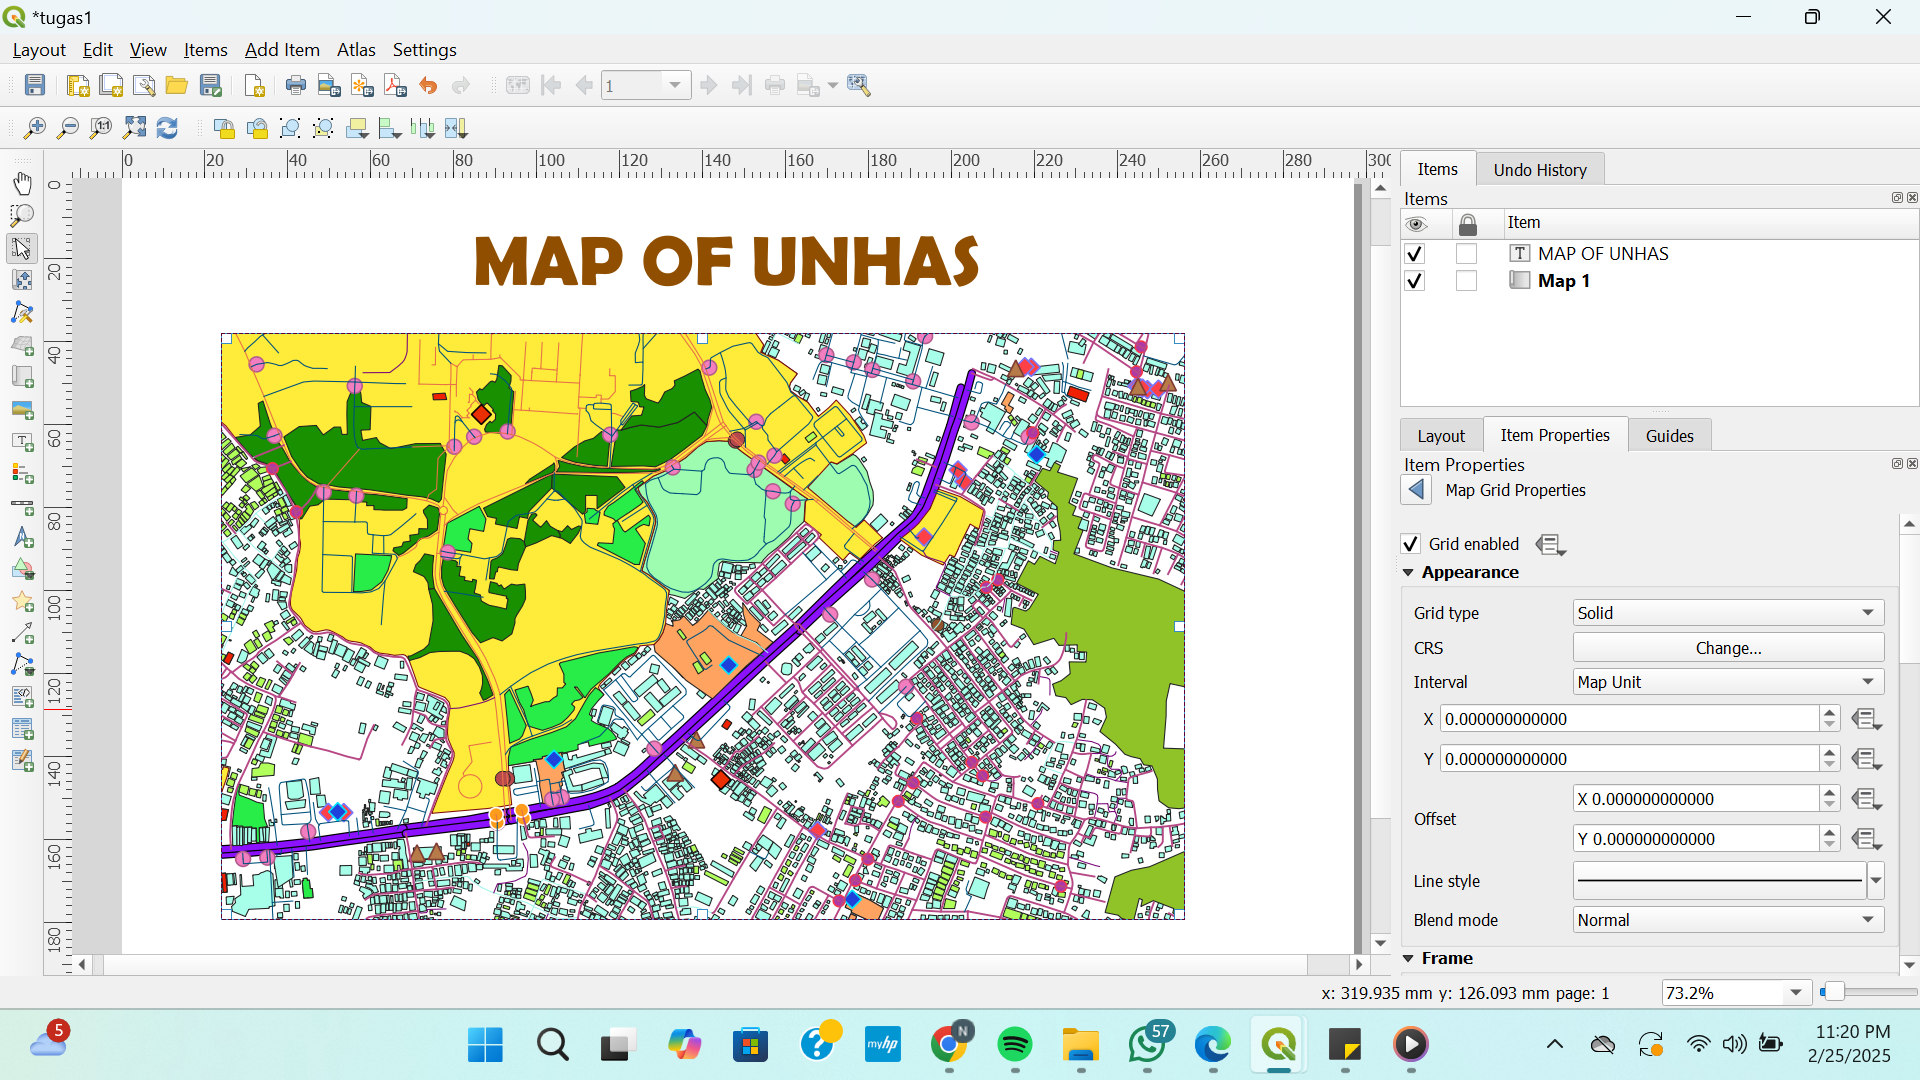 *tugas1
Layout Edit View Items Add Item Atlas Settings
1
0 20 40 60 80 100 120 140 160 180 200 220 240 260 280 300
0
20
40
60
80
100
120
140
160
180
MAP OF UNHAS
Items Undo History
Items
Item
MAP OF UNHAS
Map 1
Layout Item Properties Guides
Item Properties
Map Grid Properties
Grid enabled
Appearance
Grid type Solid
CRS Change...
Interval Map Unit
X 0.000000000000
Y 0.000000000000
Offset X 0.000000000000
Y 0.000000000000
Line style
Blend mode Normal
Frame
x: 319.935 mm y: 126.093 mm page: 1 73.2%
5
myhp
N
57
11:20 PM
2/25/2025